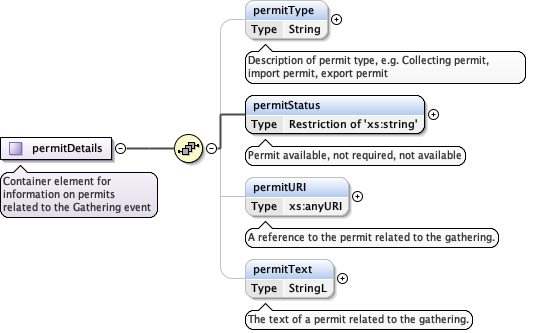 permitType
Type String
Description of permit type, e.g. Collecting permit,
import permit, export permit
permitStatus
Type Restriction of 'xs:string'
Permit available, not required, not available
permitDetails
Container element for
information on permits
related to the Gathering event
permitURI
Type xs:anyURI
A reference to the permit related to the gathering.
permitText
Type StringL
The text of a permit related to the gathering.